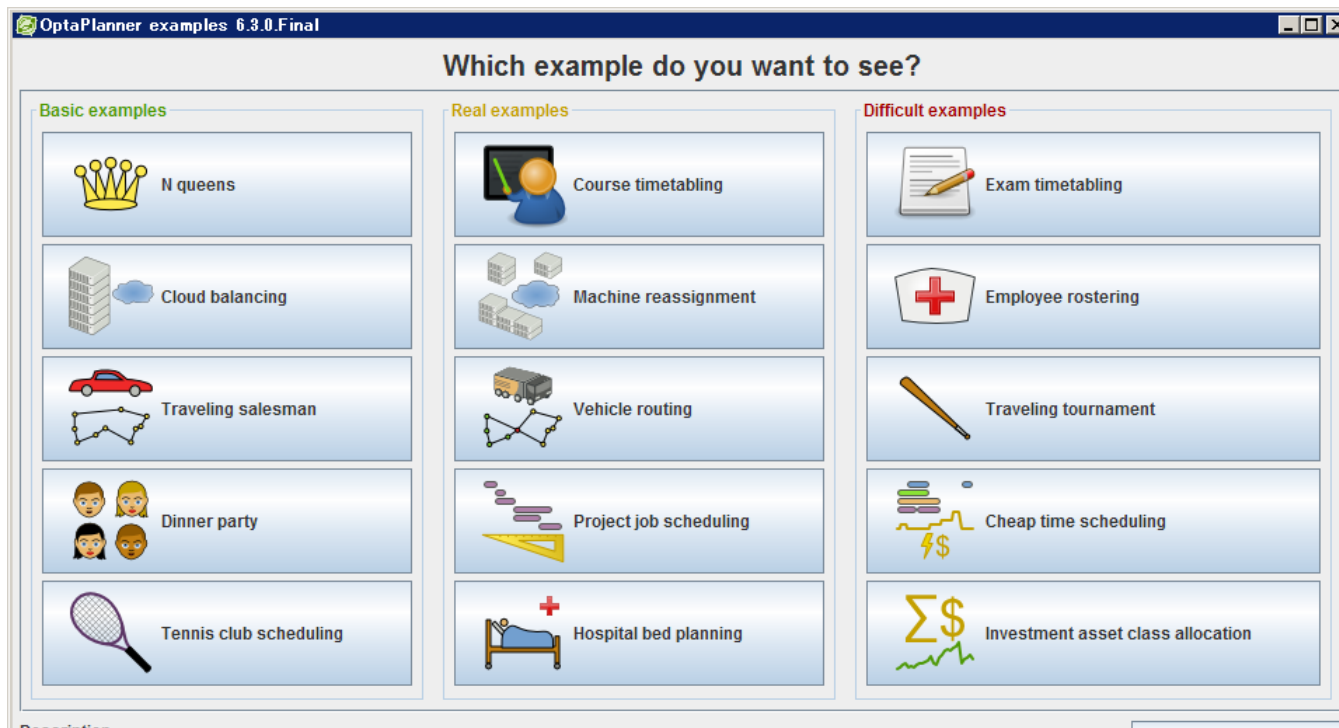 OptaPlanner examples 6.3.0.Final
Which example do you want to see?
Basic examples
N queens
Cloud balancing
Traveling salesman
Dinner party
Tennis club scheduling
Real examples
Course timetabling
Machine reassignment
Vehicle routing
Project job scheduling
Hospital bed planning
Difficult examples
Exam timetabling
Employee rostering
Traveling tournament
Cheap time scheduling
$
Investment asset class allocation
Σ$
Description